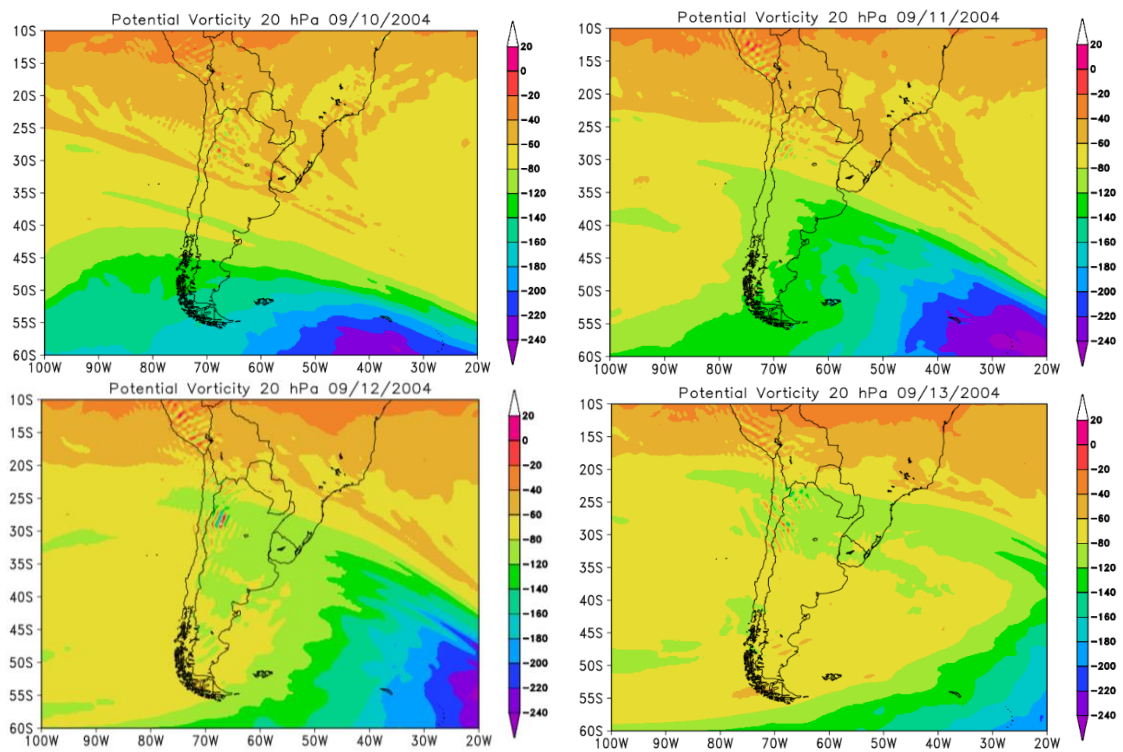 Potential Vorticity 20 hPa 09/10/2004
10S
15S
20S
25S
30S
35S
40S
45S
50S
55S
60S
100W 90W 80W 70W 60W 50W 40W 30W 20W
20
0
−20
−40
−60
−80
−120
−140
−160
−180
−200
−220
−240
Potential Vorticity 20 hPa 09/11/2004
10S
15S
20S
25S
30S
35S
40S
45S
50S
55S
60S
100W 90W 80W 70W 60W 50W 40W 30W 20W
20
0
−20
−40
−60
−80
−120
−140
−160
−180
−200
−220
−240
Potential Vorticity 20 hPa 09/12/2004
10S
15S
20S
25S
30S
35S
40S
45S
50S
55S
60S
100W 90W 80W 70W 60W 50W 40W 30W 20W
20
0
−20
−40
−60
−80
−120
−140
−160
−180
−200
−220
−240
Potential Vorticity 20 hPa 09/13/2004
10S
15S
20S
25S
30S
35S
40S
45S
50S
55S
60S
100W 90W 80W 70W 60W 50W 40W 30W 20W
20
0
−20
−40
−60
−80
−120
−140
−160
−180
−200
−220
−240